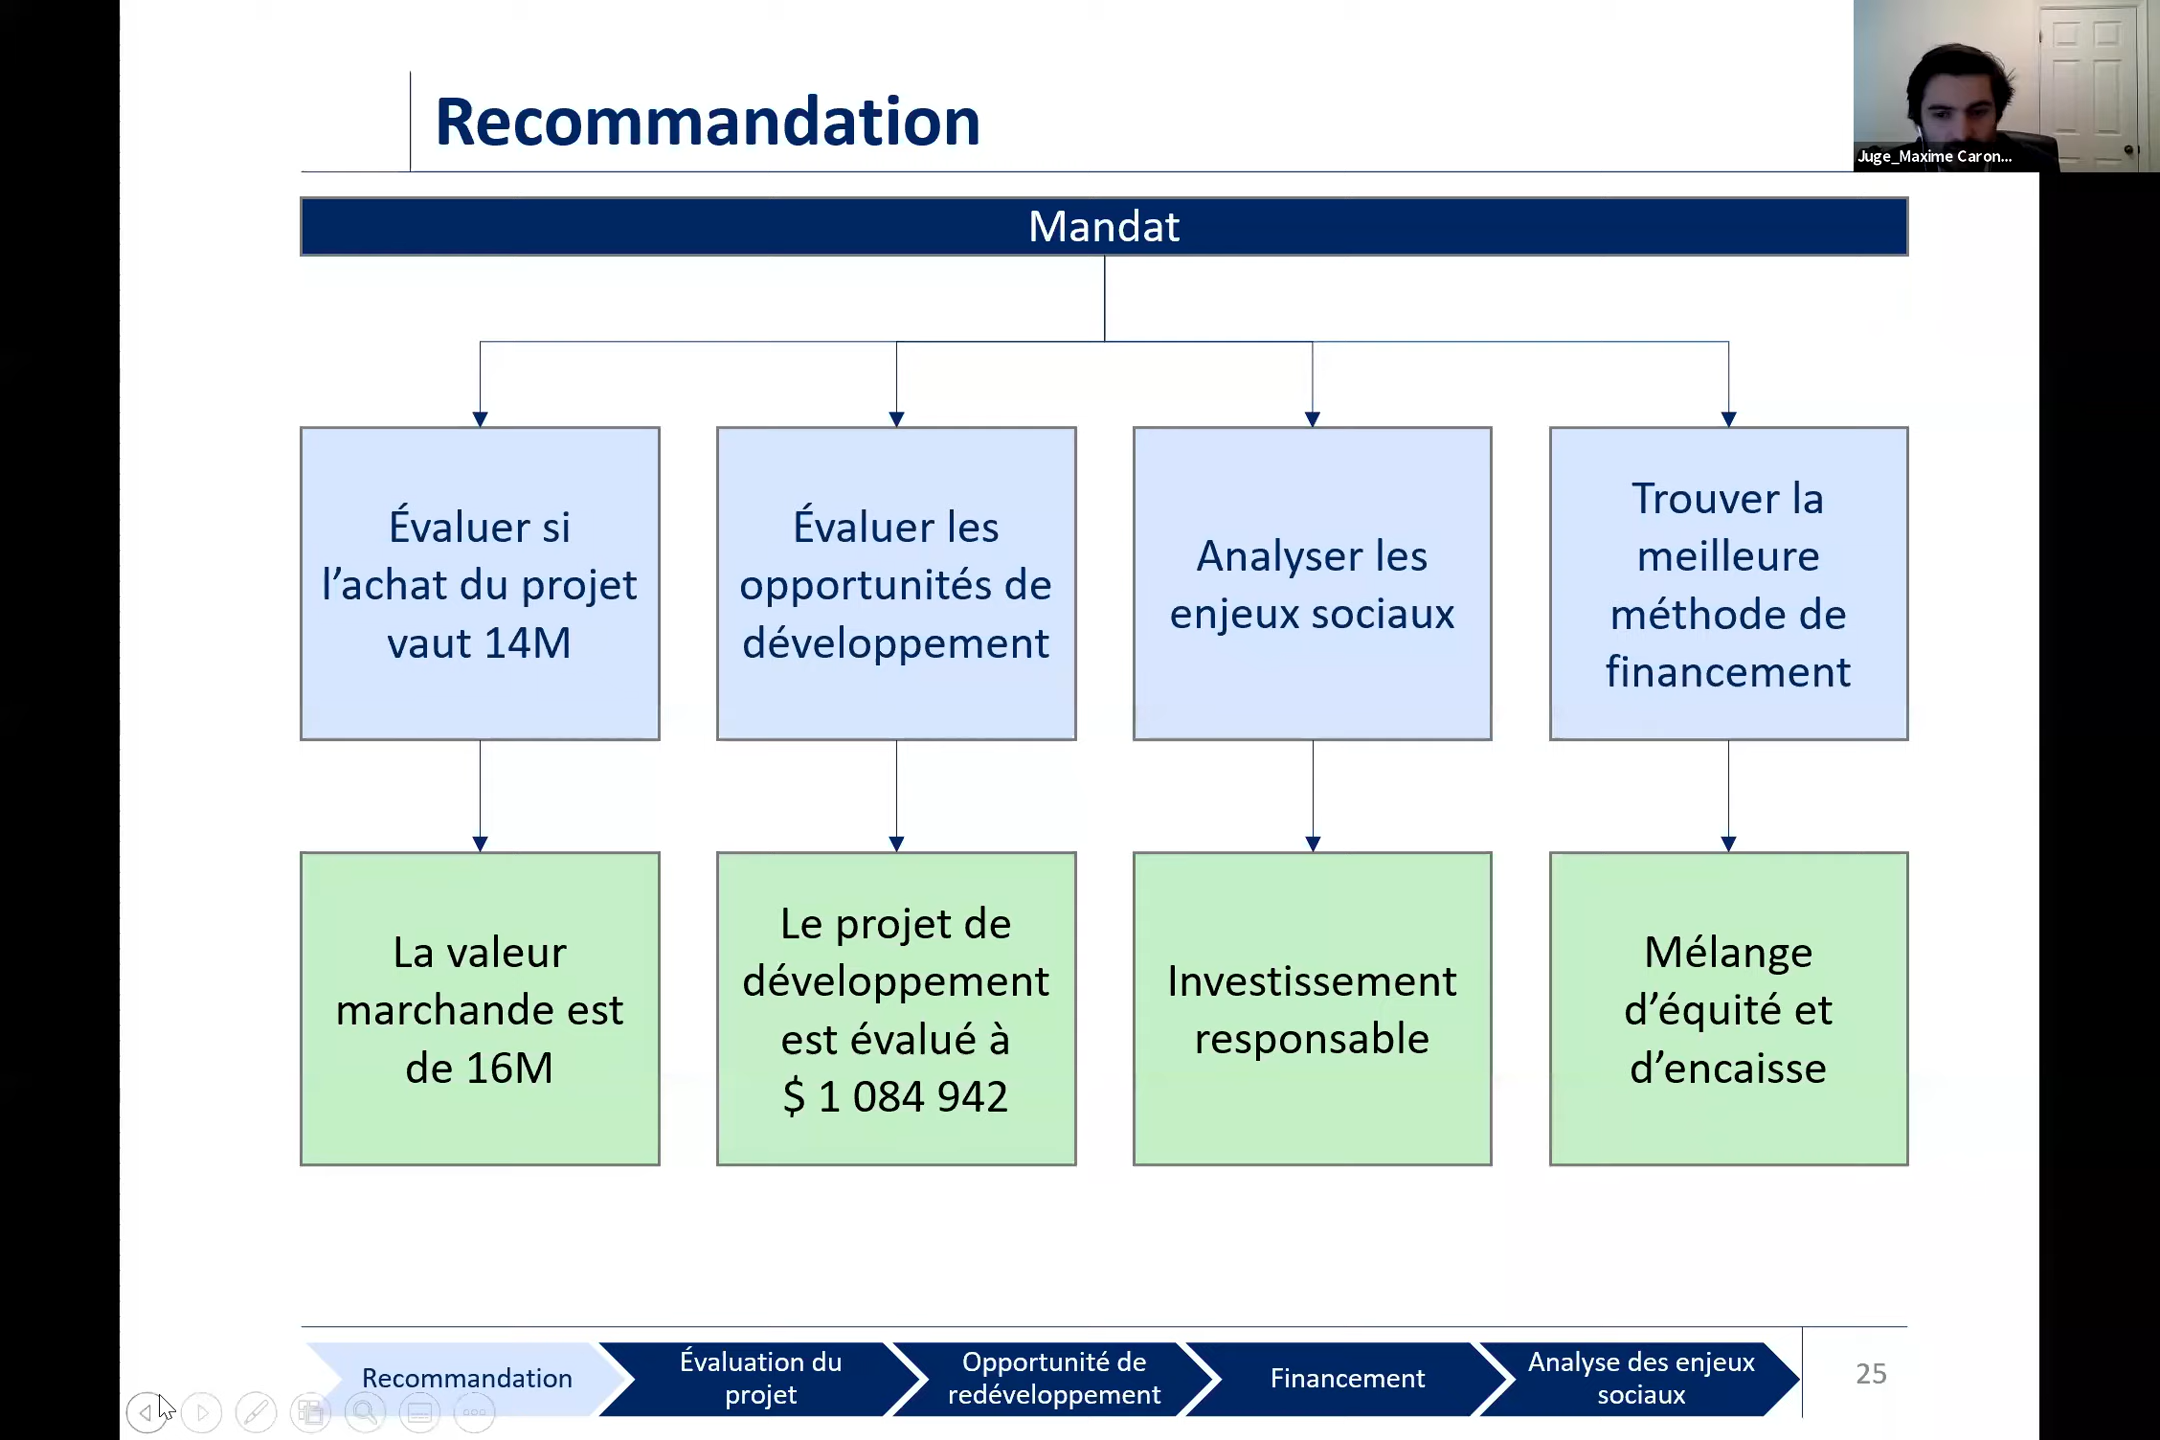 Recommandation
Juge_Maxime Caron...
Mandat
Évaluer si
l’achat du projet
vaut 14M
Évaluer les
opportunités de
développement
Analyser les
enjeux sociaux
Trouver la
meilleure
méthode de
financement
La valeur
marchande est
de 16M
Le projet de
développement
est évalué à
$ 1 084 942
Investissement
responsable
Mélange
d’équité et
d’encaisse
Recommandation
Évaluation du
projet
Opportunité de
redéveloppement
Financement
Analyse des enjeux
sociaux
25